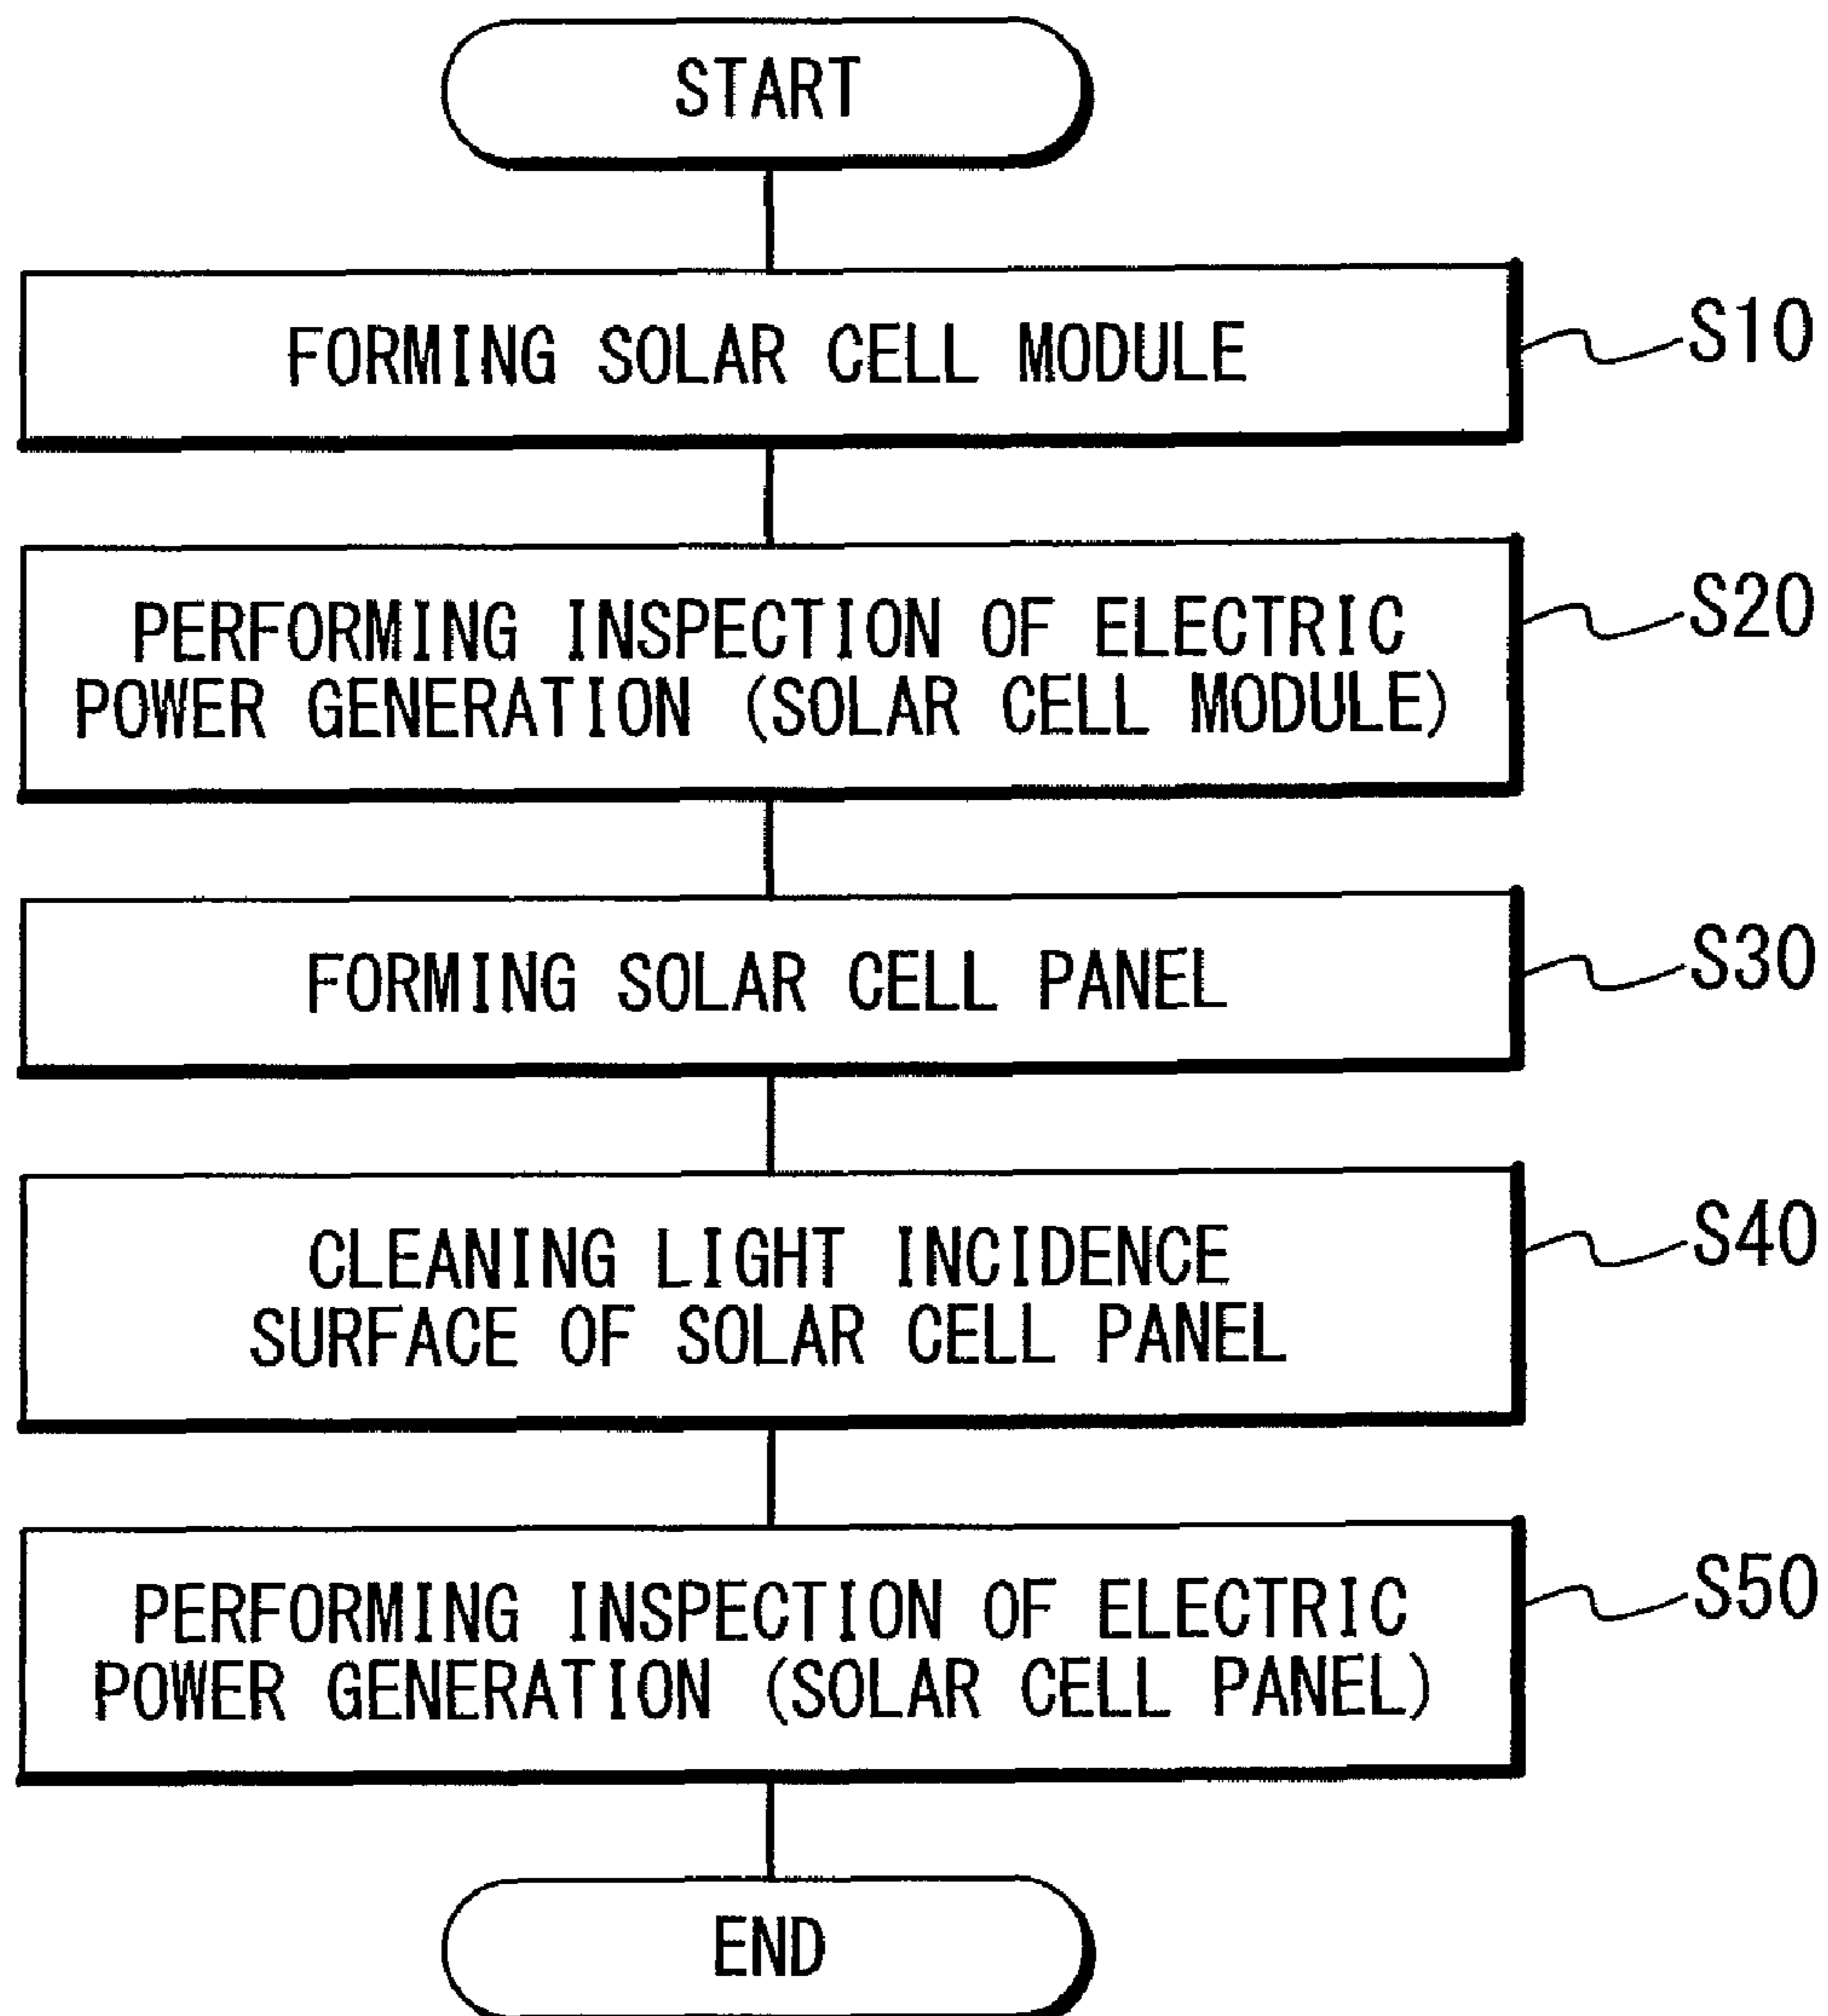 START
FORMING SOLAR CELL MODULE
S10
PERFORMING INSPECTION OF ELECTRIC
POWER GENERATION (SOLAR CELL MODULE)
S20
FORMING SOLAR CELL PANEL
S30
CLEANING LIGHT INCIDENCE
SURFACE OF SOLAR CELL PANEL
S40
PERFORMING INSPECTION OF ELECTRIC
POWER GENERATION (SOLAR CELL PANEL)
S50
END